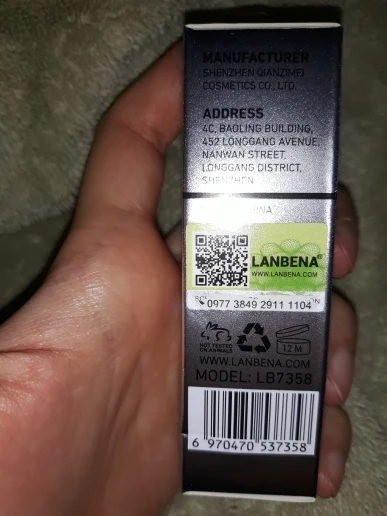 MANUFACTURER
SHENZHEN QIANZIMEI
COSMETICS CO., LTD.
ADDRESS
4C, BAOLING BUILDING,
452 LONGGANG AVENUE,
NANWAN STREET,
LONGGANG DISTRICT,
SHENZHEN
LANBENA®
WWW.LANBENA.COM
0977 3849 2911 1104
NOT TESTED
ON ANIMALS
12 M
WWW.LANBENA.COM
MODEL: LB7358
6 970470 537358